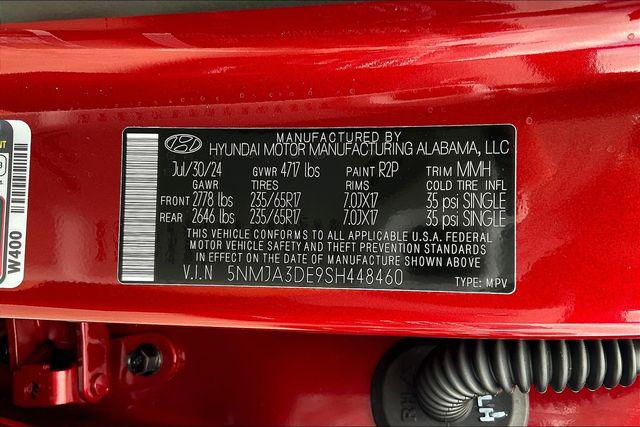 MANUFACTURED BY
HYUNDAI MOTOR MANUFACTURING ALABAMA, LLC
Jul/30/24 GVWR 4717 lbs PAINT R2P TRIM MMH
GAWR TIRES RIMS COLD TIRE INFL
FRONT 2778 lbs 235/65R17 7.0JX17 35 psi SINGLE
REAR 2646 lbs 235/65R17 7.0JX17 35 psi SINGLE
THIS VEHICLE CONFORMS TO ALL APPLICABLE U.S.A. FEDERAL
MOTOR VEHICLE SAFETY AND THEFT PREVENTION STANDARDS
IN EFFECT ON THE DATE OF MANUFACTURE SHOWN ABOVE
V.I.N 5NMJA3DE9SH448460 TYPE: MPV
W400
LH